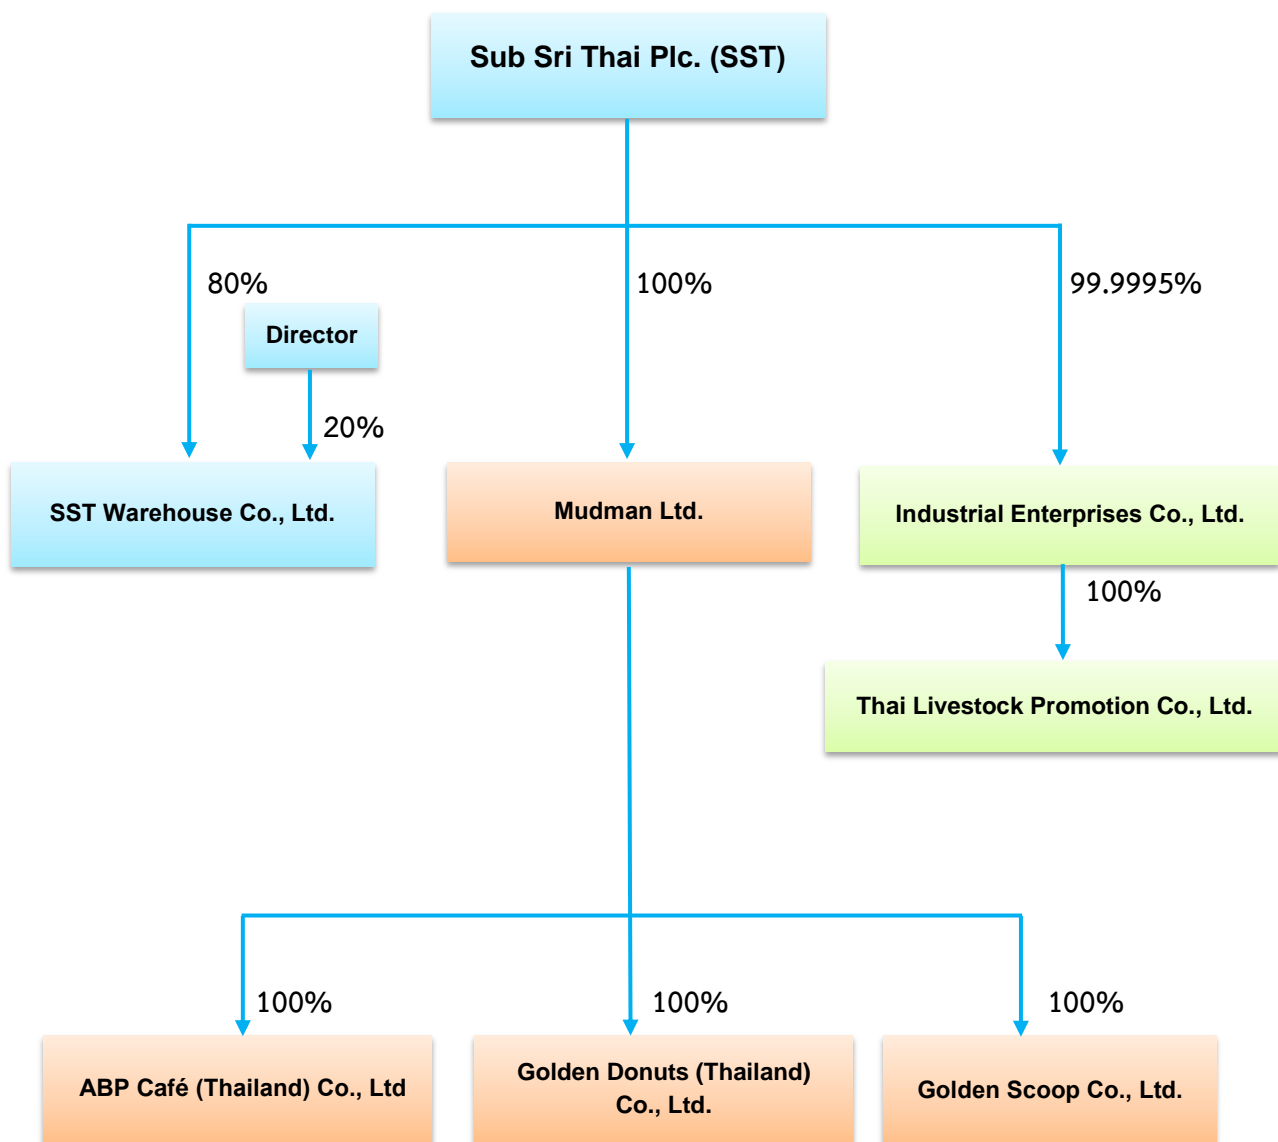 Sub Sri Thai Plc. (SST)
80%
100%
99.9995%
Director
20%
SST Warehouse Co., Ltd.
Mudman Ltd.
Industrial Enterprises Co., Ltd.
100%
Thai Livestock Promotion Co., Ltd.
100%
100%
100%
ABP Café (Thailand) Co., Ltd
Golden Donuts (Thailand)
Co., Ltd.
Golden Scoop Co., Ltd.